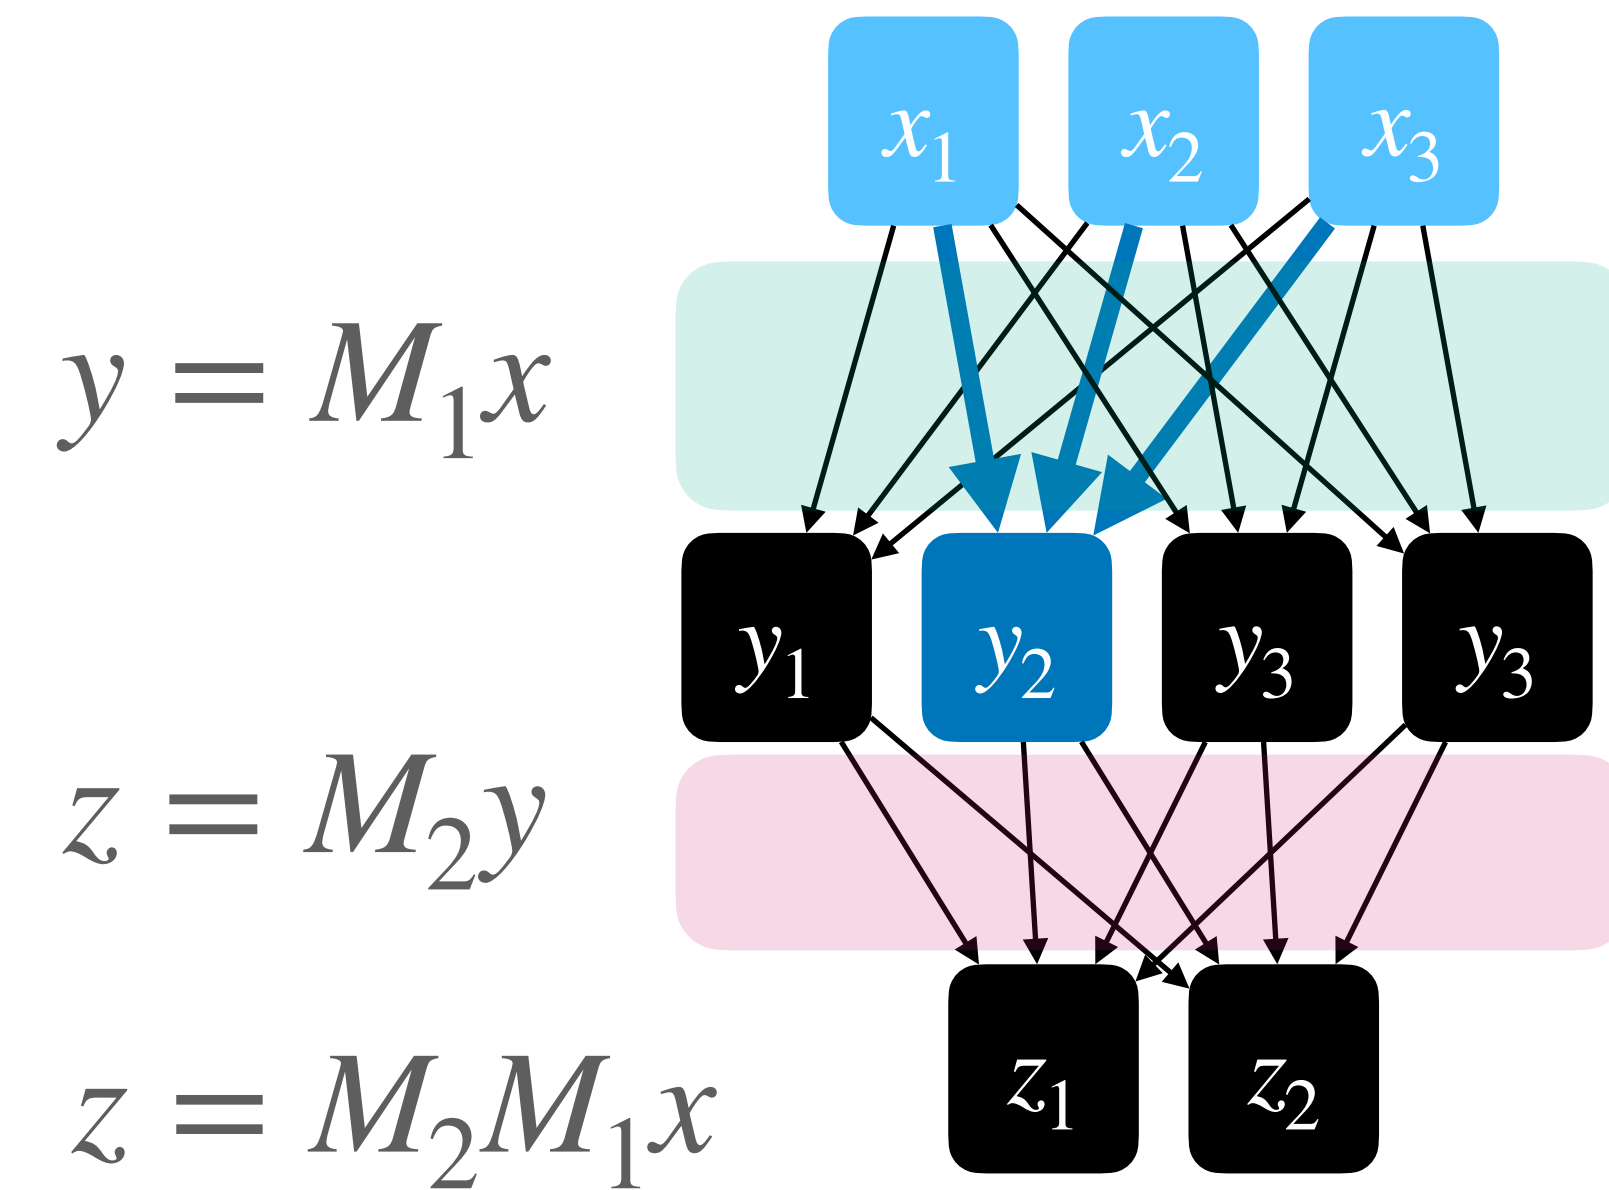 x₁ x₂ x₃
y = M₁x
y₁ y₂ y₃ y₃
z = M₂y
z₁ z₂
z = M₂M₁x